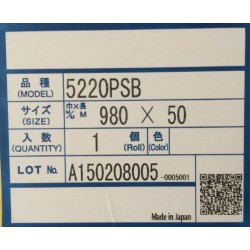 品種 (MODEL) 5220PSB
サイズ (SIZE) 巾×長 ㎜ M 980 × 50
入数 (QUANTITY) 1 個 (Roll) 色 (Color)
LOT No. A150208005-0005001
Made in Japan